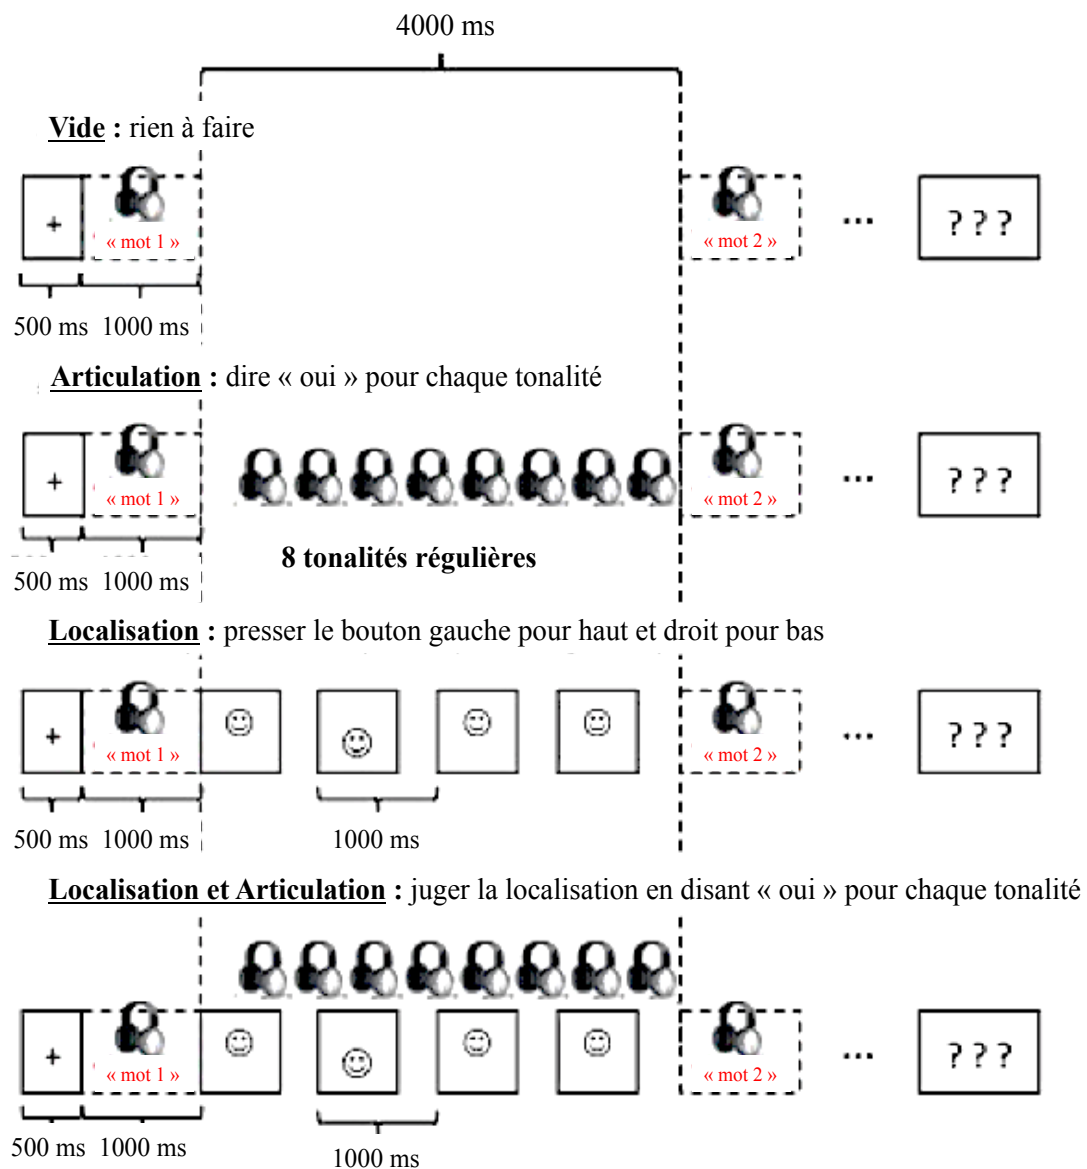 4000 ms
Vide : rien à faire
+
« mot 1 »
« mot 2 »
...
? ? ?
500 ms 1000 ms
Articulation : dire « oui » pour chaque tonalité
+
« mot 1 »
« mot 2 »
...
? ? ?
8 tonalités régulières
500 ms 1000 ms
Localisation : presser le bouton gauche pour haut et droit pour bas
+
« mot 1 »
« mot 2 »
...
? ? ?
500 ms 1000 ms 1000 ms
Localisation et Articulation : juger la localisation en disant « oui » pour chaque tonalité
+
« mot 1 »
« mot 2 »
...
? ? ?
500 ms 1000 ms
1000 ms